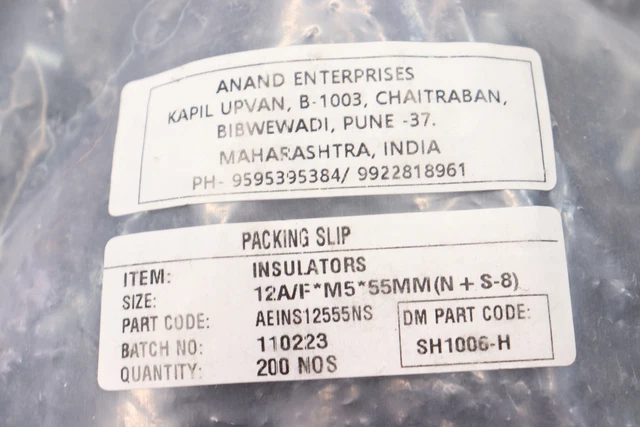 ANAND ENTERPRISES
KAPIL UPVAN, B-1003, CHAITRABAN,
BIBWEWADI, PUNE -37.
MAHARASHTRA, INDIA
PH- 9595395384/ 9922818961
PACKING SLIP
ITEM: INSULATORS
SIZE: 12A/F*M5*55MM(N + S-8)
PART CODE: AEINS12555NS
BATCH NO: 110223
QUANTITY: 200 NOS
DM PART CODE:
SH1006-H